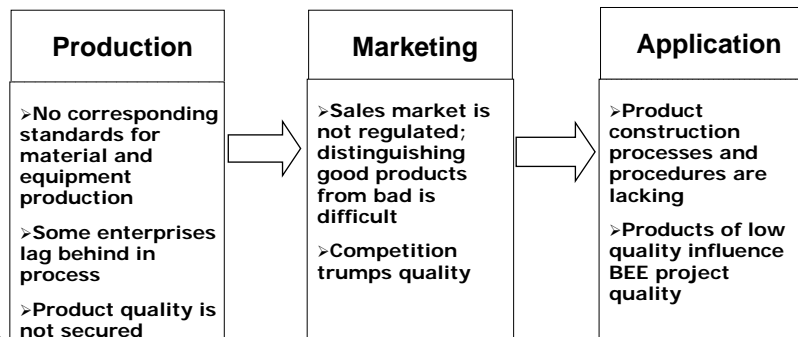 Production
➢No corresponding
standards for
material and
equipment
production
➢Some enterprises
lag behind in
process
➢Product quality is
not secured
Marketing
➢Sales market is
not regulated;
distinguishing
good products
from bad is
difficult
➢Competition
trumps quality
Application
➢Product
construction
processes and
procedures are
lacking
➢Products of low
quality influence
BEE project
quality